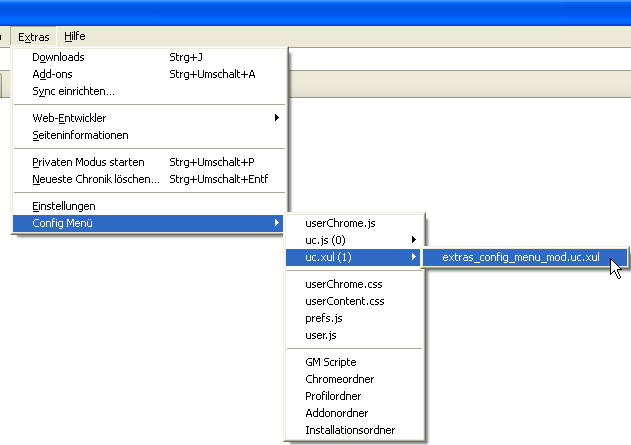 Extras Hilfe
Downloads Strg+J
Add-ons Strg+Umschalt+A
Sync einrichten...
Web-Entwickler
Seiteninformationen
Privaten Modus starten Strg+Umschalt+P
Neueste Chronik löschen... Strg+Umschalt+Entf
Einstellungen
Config Menü
userChrome.js
uc.js (0)
uc.xul (1)
extras_config_menu_mod.uc.xul
userChrome.css
userContent.css
prefs.js
user.js
GM Scripte
Chromeordner
Profilordner
Addonordner
Installationsordner